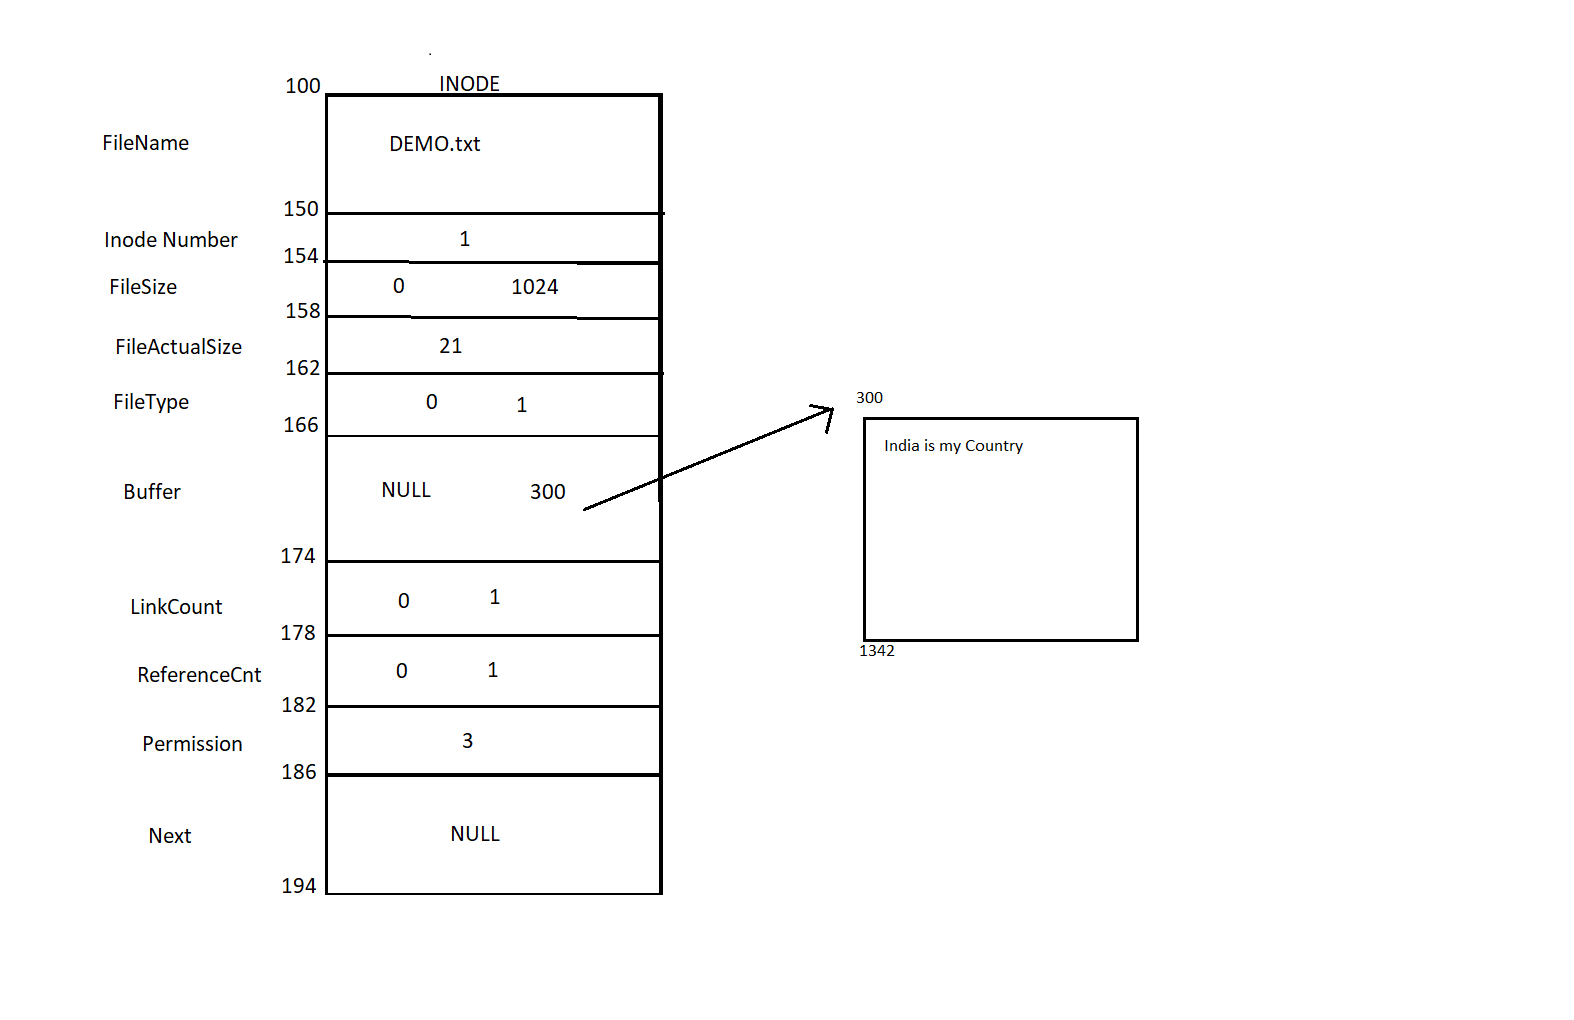 INODE
100
FileName DEMO.txt
150
Inode Number 1
154
FileSize 0 1024
158
FileActualSize 21
162
FileType 0 1
166
Buffer NULL 300
174
LinkCount 0 1
178
ReferenceCnt 0 1
182
Permission 3
186
Next NULL
194
300
India is my Country
1342